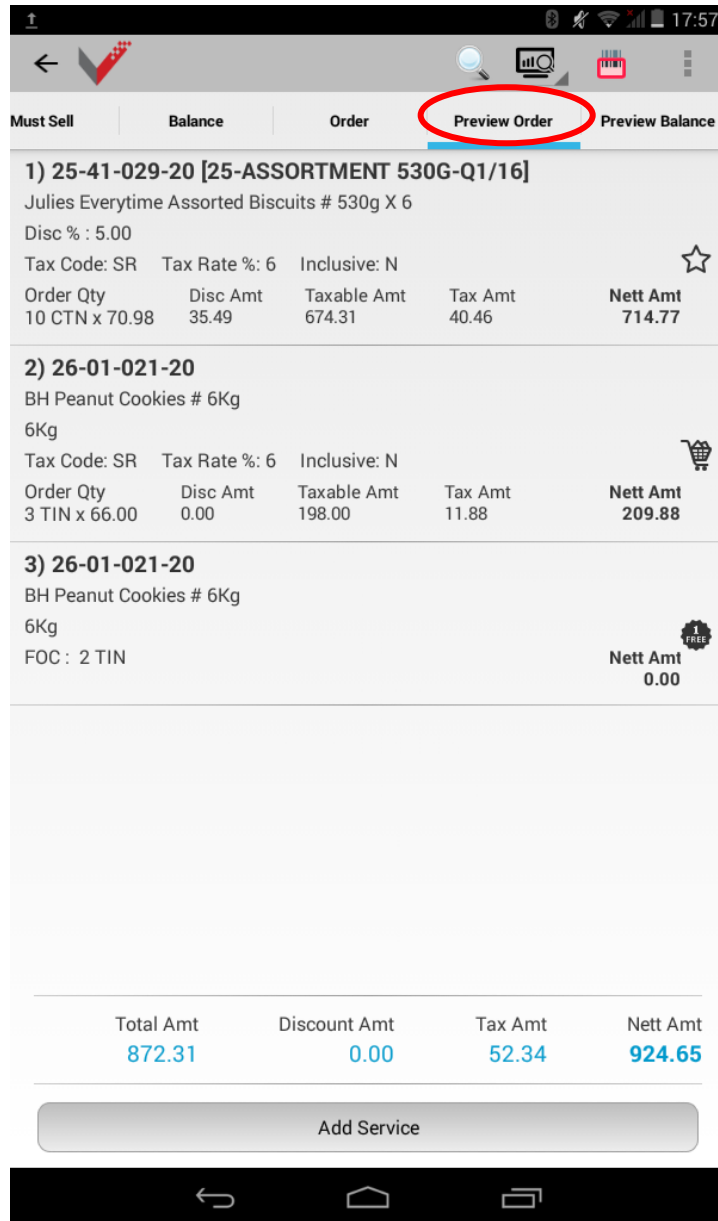 17:57
Must Sell Balance Order Preview Order Preview Balance
1) 25-41-029-20 [25-ASSORTMENT 530G-Q1/16]
Julies Everytime Assorted Biscuits # 530g X 6
Disc % : 5.00
Tax Code: SR Tax Rate %: 6 Inclusive: N
Order Qty Disc Amt Taxable Amt Tax Amt Nett Amt
10 CTN x 70.98 35.49 674.31 40.46 714.77
2) 26-01-021-20
BH Peanut Cookies # 6Kg
6Kg
Tax Code: SR Tax Rate %: 6 Inclusive: N
Order Qty Disc Amt Taxable Amt Tax Amt Nett Amt
3 TIN x 66.00 0.00 198.00 11.88 209.88
3) 26-01-021-20
BH Peanut Cookies # 6Kg
6Kg
1 FREE
FOC : 2 TIN Nett Amt
0.00
Total Amt Discount Amt Tax Amt Nett Amt
872.31 0.00 52.34 924.65
Add Service